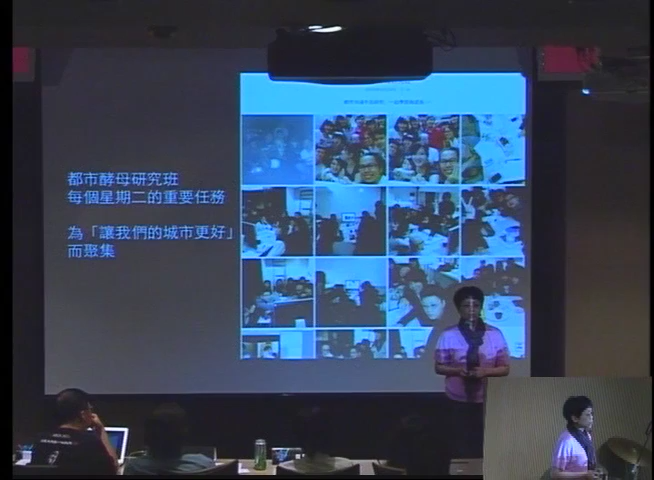 都市酵母研究班
每個星期二的重要任務
為「讓我們的城市更好」
而聚集